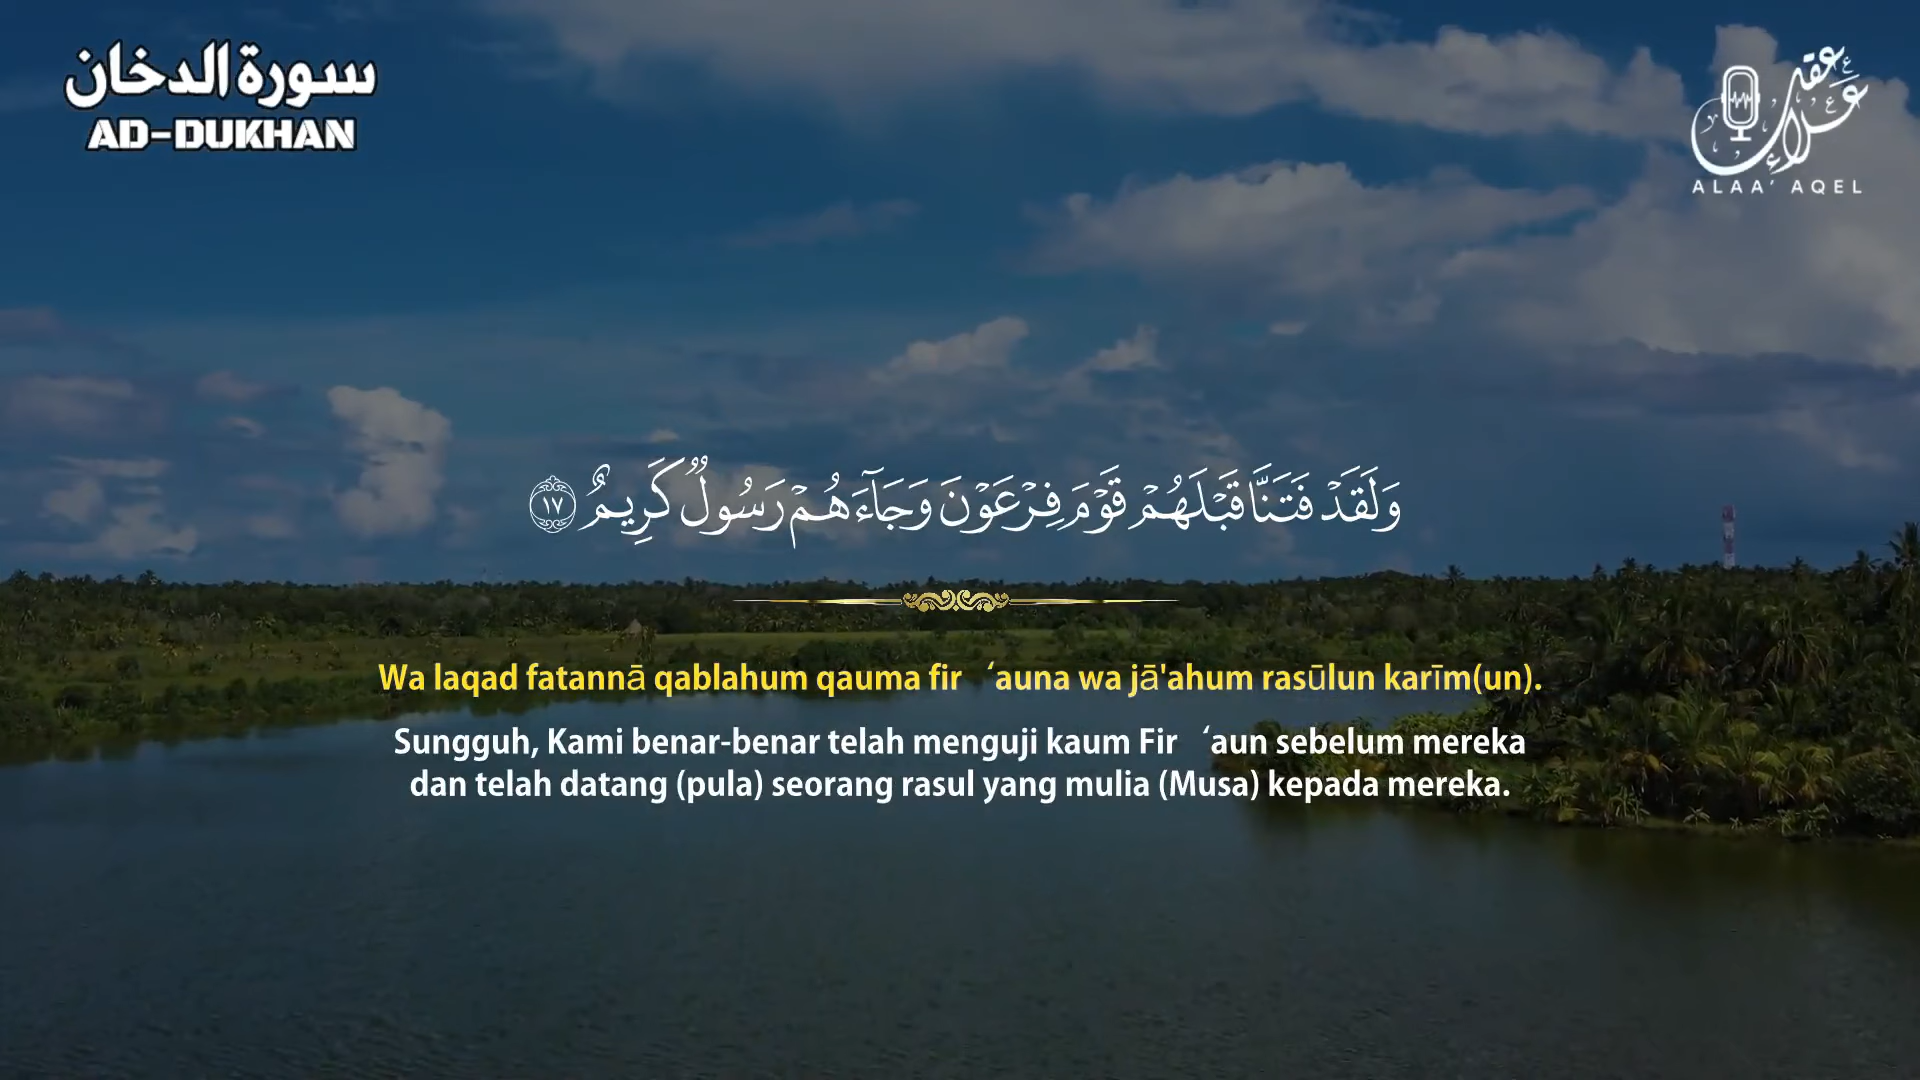 سورة الدخان
AD-DUKHAN
علاء عقل
ALAA' AQEL
وَلَقَدْ فَتَنَّا قَبْلَهُمْ قَوْمَ فِرْعَوْنَ وَجَآءَهُمْ رَسُولٌ كَرِيمٌ ١٧
Wa laqad fatannā qablahum qauma fir ‘auna wa jā'ahum rasūlun karīm(un).
Sungguh, Kami benar-benar telah menguji kaum Fir ‘aun sebelum mereka
dan telah datang (pula) seorang rasul yang mulia (Musa) kepada mereka.